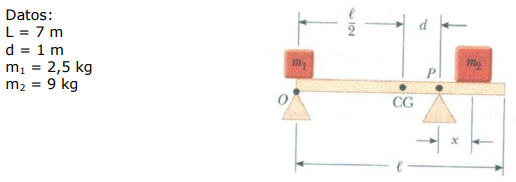 Datos:
L = 7 m
d = 1 m
m₁ = 2,5 kg
m₂ = 9 kg
ℓ
2
d
m₁
P
m₂
O
CG
x
ℓ